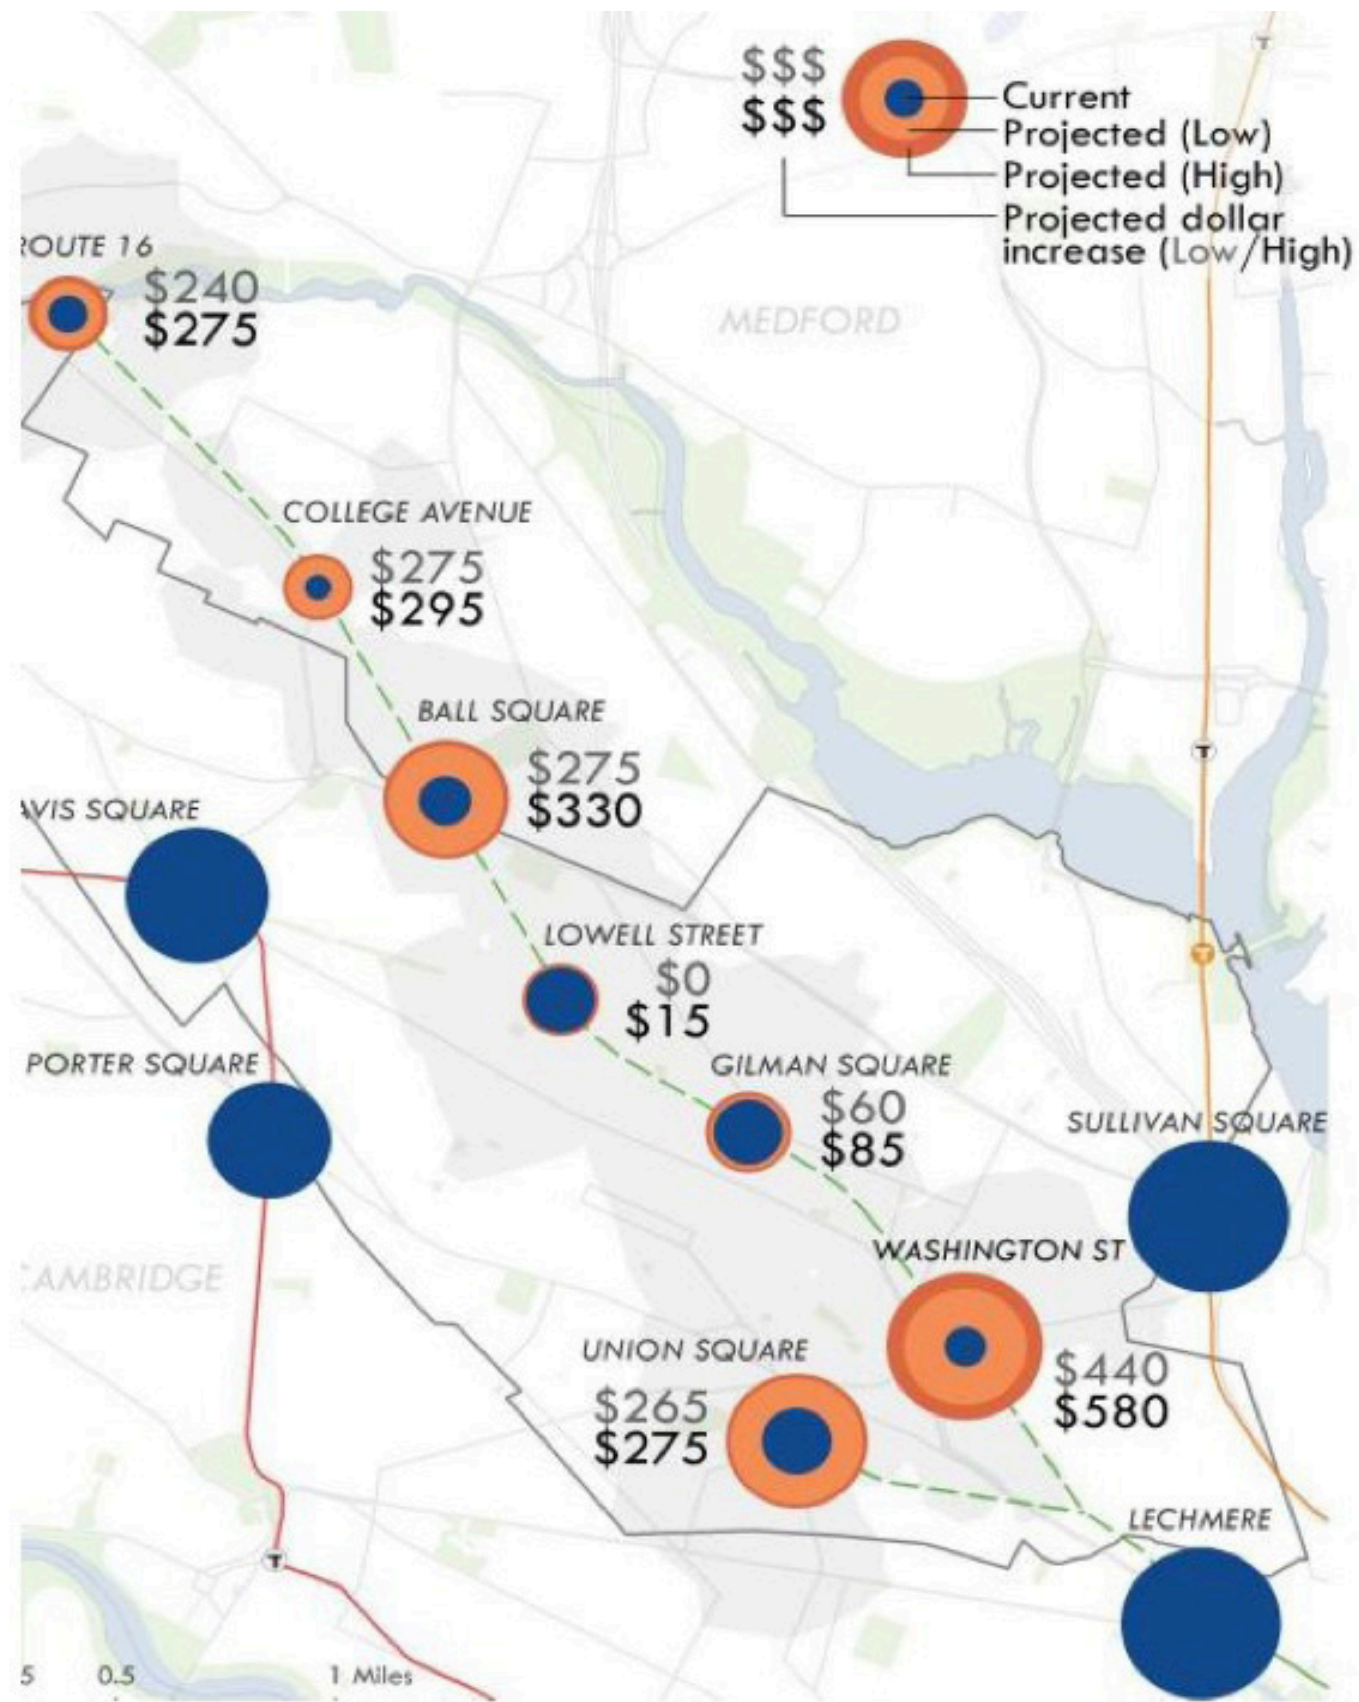 $$$
$$$
Current
Projected (Low)
Projected (High)
Projected dollar
increase (Low/High)
T
ROUTE 16
$240
$275
MEDFORD
COLLEGE AVENUE
$275
$295
BALL SQUARE
$275
$330
T
AVIS SQUARE
LOWELL STREET
$0
$15
T
PORTER SQUARE
GILMAN SQUARE
$60
$85
SULLIVAN SQUARE
CAMBRIDGE
WASHINGTON ST
$440
$580
UNION SQUARE
$265
$275
LECHMERE
T
5 0.5 1 Miles